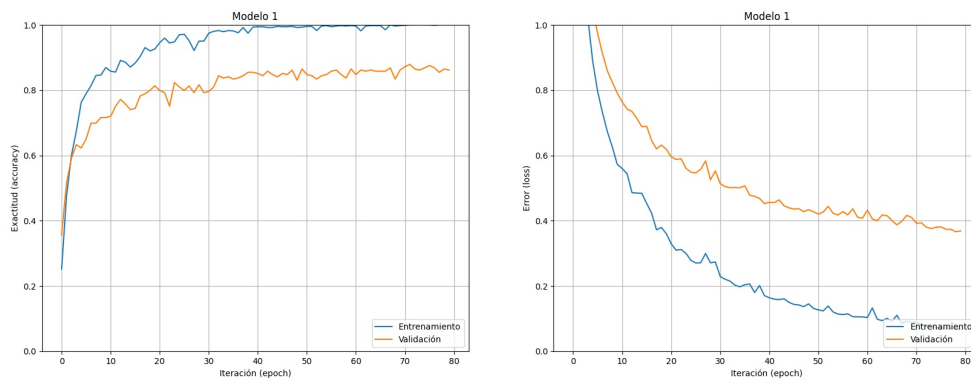 Modelo 1
1.0
0.8
0.6
0.4
0.2
0.0
Exactitud (accuracy)
Entrenamiento
Validación
0 10 20 30 40 50 60 70 80
Iteración (epoch)
Modelo 1
1.0
0.8
0.6
0.4
0.2
0.0
Error (loss)
Entrenamiento
Validación
0 10 20 30 40 50 60 70 80
Iteración (epoch)